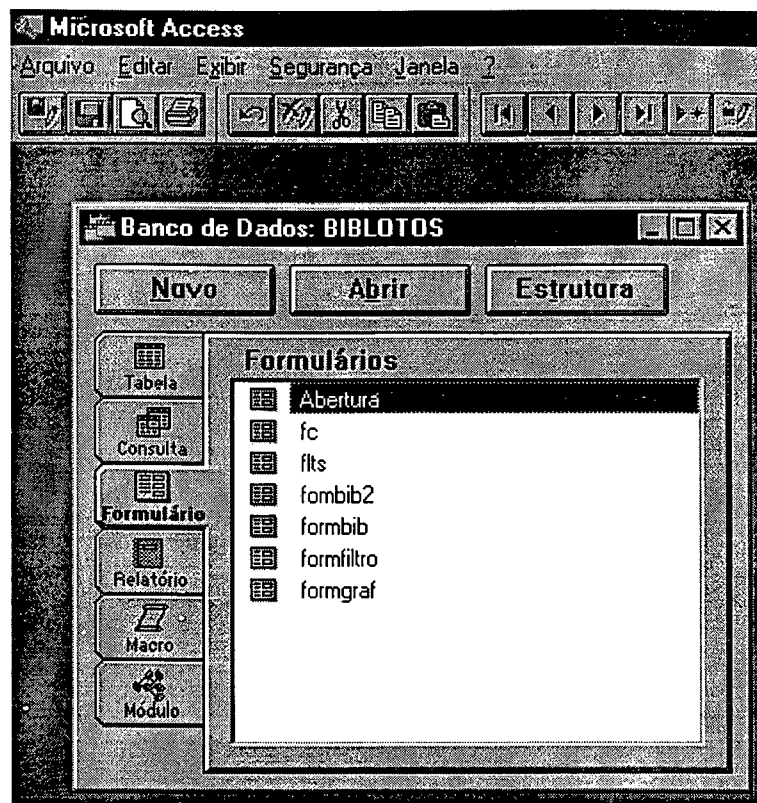 Microsoft Access
Arquivo Editar Exibir Segurança Janela ?
Banco de Dados: BIBLOTOS
Novo Abrir Estrutura
Tabela
Consulta
Formulário
Relatório
Macro
Módulo
Formulários
Abertura
fc
flts
fombib2
formbib
formfiltro
formgraf